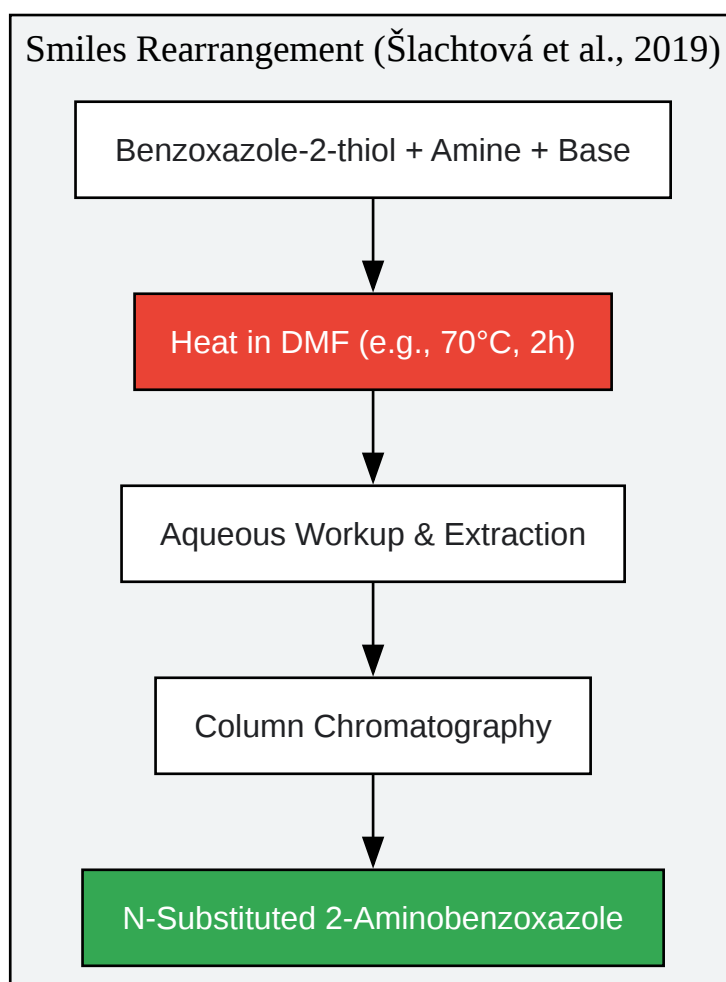 Smiles Rearrangement (Šlachtová et al., 2019)
Benzoxazole-2-thiol + Amine + Base
Heat in DMF (e.g., 70°C, 2h)
Aqueous Workup & Extraction
Column Chromatography
N-Substituted 2-Aminobenzoxazole